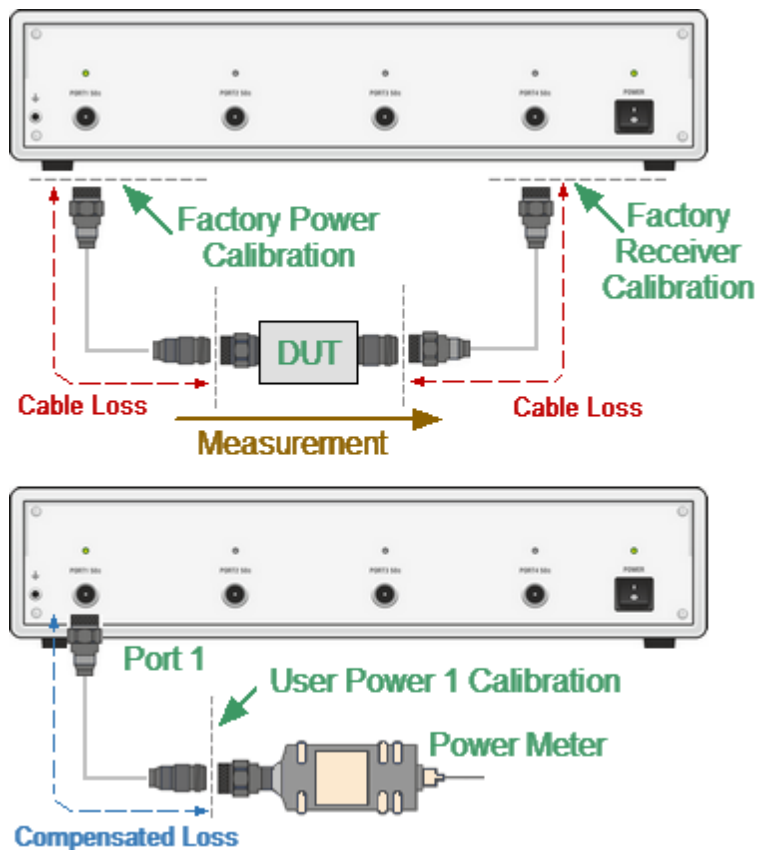 PORT1 50Ω
PORT2 50Ω
PORT3 50Ω
PORT4 50Ω
POWER
Factory Power
Calibration
Factory
Receiver
Calibration
DUT
Cable Loss
Cable Loss
Measurement
PORT1 50Ω
PORT2 50Ω
PORT3 50Ω
PORT4 50Ω
POWER
Port 1
User Power 1 Calibration
Power Meter
Compensated Loss